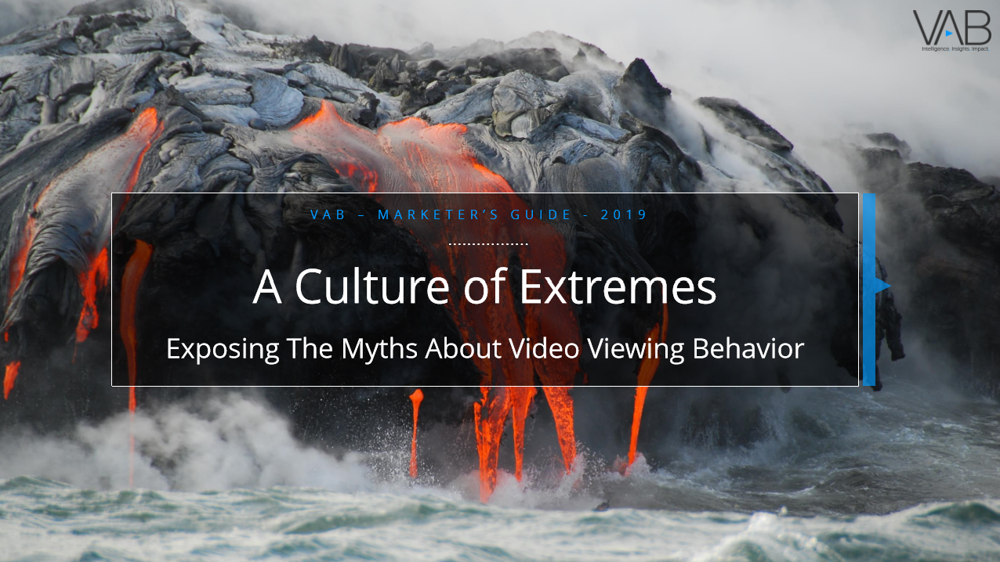 VAB
Intelligence. Insights. Impact.
VAB – MARKETER'S GUIDE - 2019
A Culture of Extremes
Exposing The Myths About Video Viewing Behavior